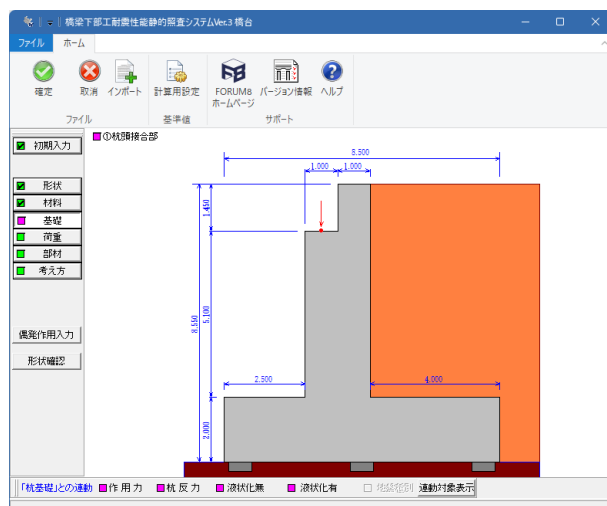 橋梁下部工耐震性能静的照査システムVer.3 橋台
ファイル ホーム
確定 取消 インポート 計算用設定 FORUM8 ホームページ バージョン情報 ヘルプ
ファイル 基準値 サポート
初期入力
形状
材料
基礎
荷重
部材
考え方
偶発作用入力
形状確認
①杭頭接合部
8.500
1.000 1.000
1.450
8.550
5.100
2.500
4.000
2.000
「杭基礎」との連動 作用力 杭反力 液状化無 液状化有 地盤種別 連動対象表示